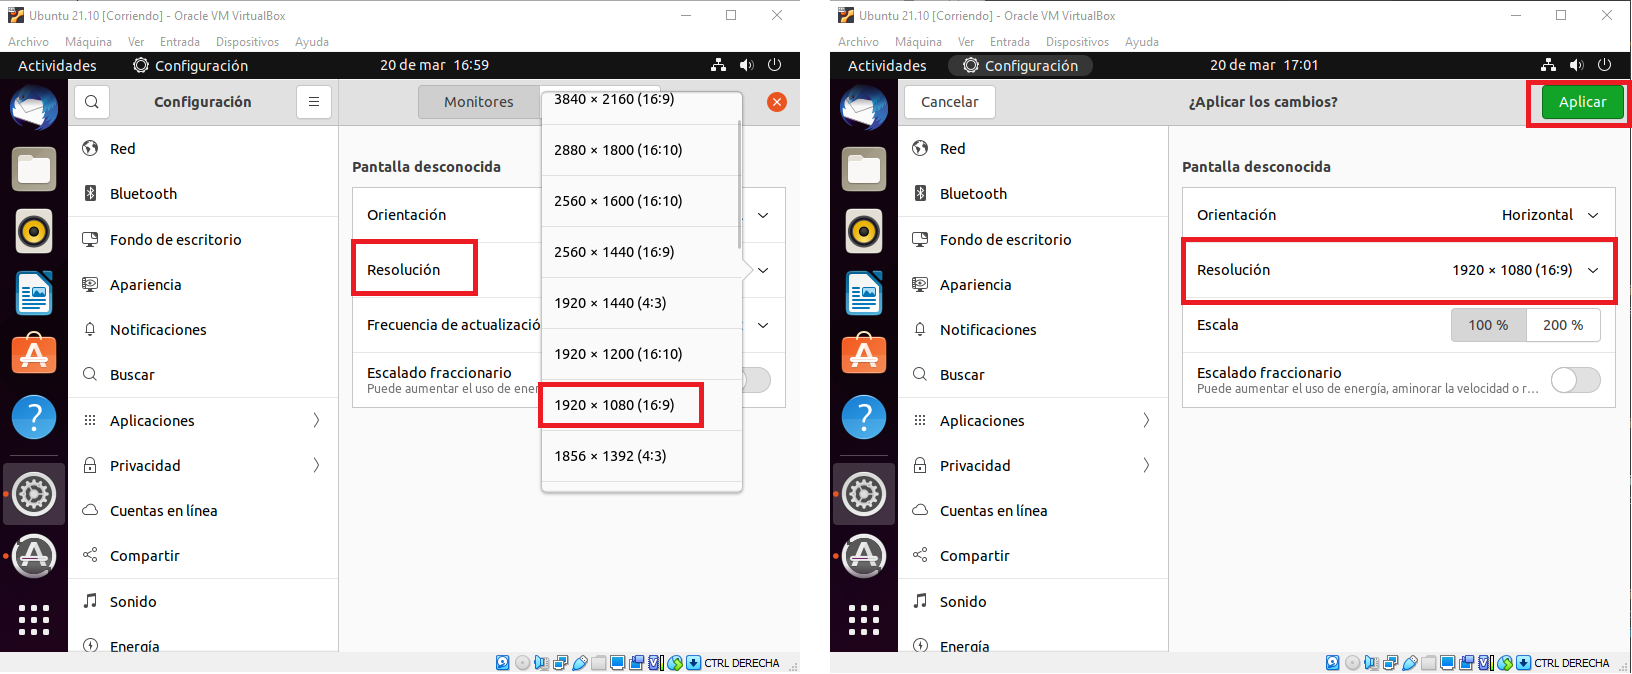 Ubuntu 21.10 [Corriendo] - Oracle VM VirtualBox
Archivo Máquina Ver Entrada Dispositivos Ayuda
Actividades Configuración 20 de mar 16:59
Configuración Monitores
3840 × 2160 (16:9)
2880 × 1800 (16:10)
2560 × 1600 (16:10)
2560 × 1440 (16:9)
1920 × 1440 (4:3)
1920 × 1200 (16:10)
1920 × 1080 (16:9)
1856 × 1392 (4:3)
Red
Bluetooth
Fondo de escritorio
Apariencia
Notificaciones
Buscar
Aplicaciones
Privacidad
Cuentas en línea
Compartir
Sonido
Energía
Pantalla desconocida
Orientación
Resolución
Frecuencia de actualizació
Escalado fraccionario
Puede aumentar el uso de ener
CTRL DERECHA
Ubuntu 21.10 [Corriendo] - Oracle VM VirtualBox
Archivo Máquina Ver Entrada Dispositivos Ayuda
Actividades Configuración 20 de mar 17:01
Cancelar ¿Aplicar los cambios? Aplicar
Red
Bluetooth
Fondo de escritorio
Apariencia
Notificaciones
Buscar
Aplicaciones
Privacidad
Cuentas en línea
Compartir
Sonido
Energía
Pantalla desconocida
Orientación Horizontal
Resolución 1920 × 1080 (16:9)
Escala 100 % 200 %
Escalado fraccionario
Puede aumentar el uso de energía, aminorar la velocidad o r…
CTRL DERECHA